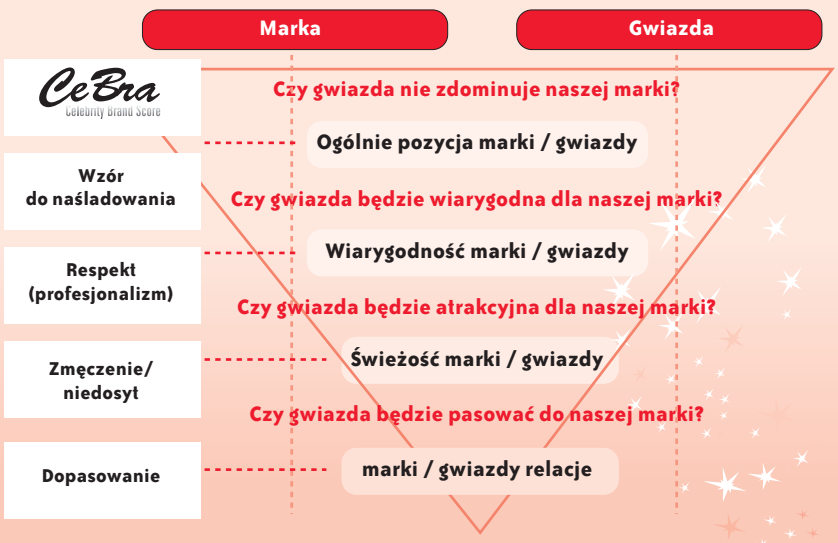 Marka
Gwiazda
CeBra
Celebrity Brand Score
Czy gwiazda nie zdominuje naszej marki?
Ogólnie pozycja marki / gwiazdy
Wzór
do naśladowania
Czy gwiazda będzie wiarygodna dla naszej marki?
Wiarygodność marki / gwiazdy
Respekt
(profesjonalizm)
Czy gwiazda będzie atrakcyjna dla naszej marki?
Świeżość marki / gwiazdy
Zmęczenie/
niedosyt
Czy gwiazda będzie pasować do naszej marki?
Dopasowanie
marki / gwiazdy relacje